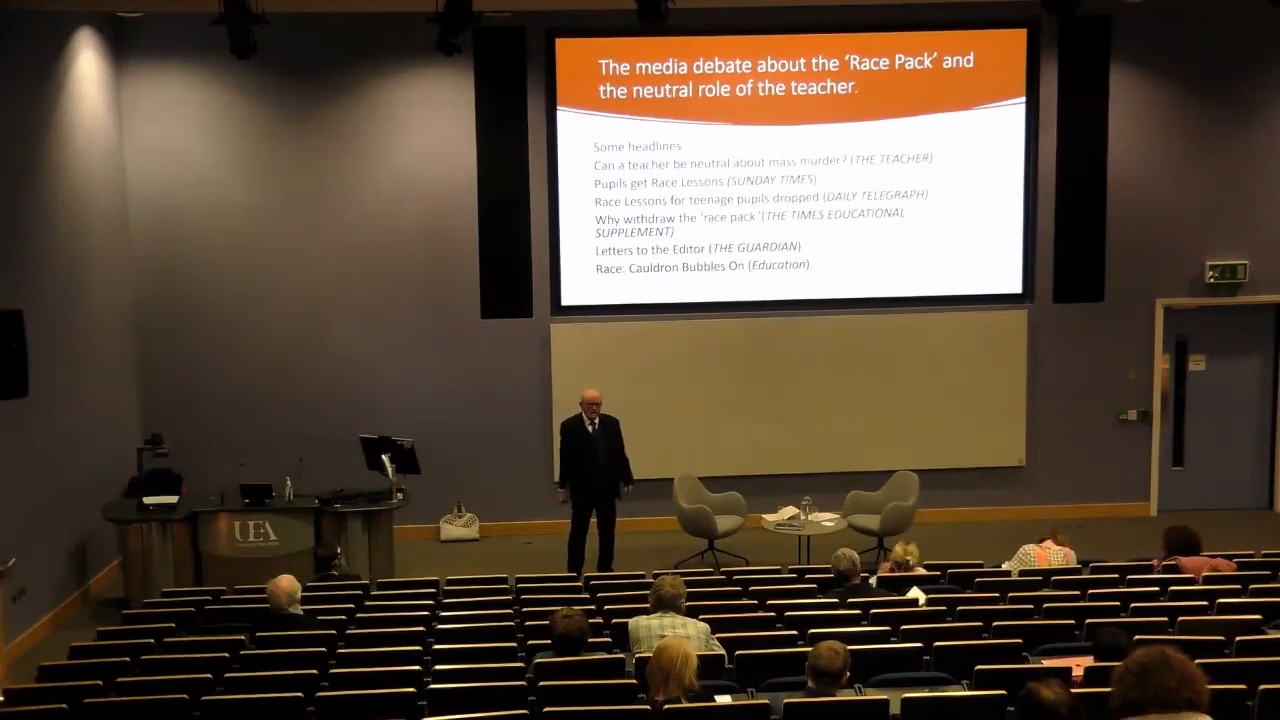 The media debate about the ‘Race Pack’ and
the neutral role of the teacher.
Some headlines
Can a teacher be neutral about mass murder? (THE TEACHER)
Pupils get Race Lessons (SUNDAY TIMES)
Race Lessons for teenage pupils dropped (DAILY TELEGRAPH)
Why withdraw the ‘race pack ’(THE TIMES EDUCATIONAL
SUPPLEMENT)
Letters to the Editor (THE GUARDIAN)
Race: Cauldron Bubbles On (Education).
UEA